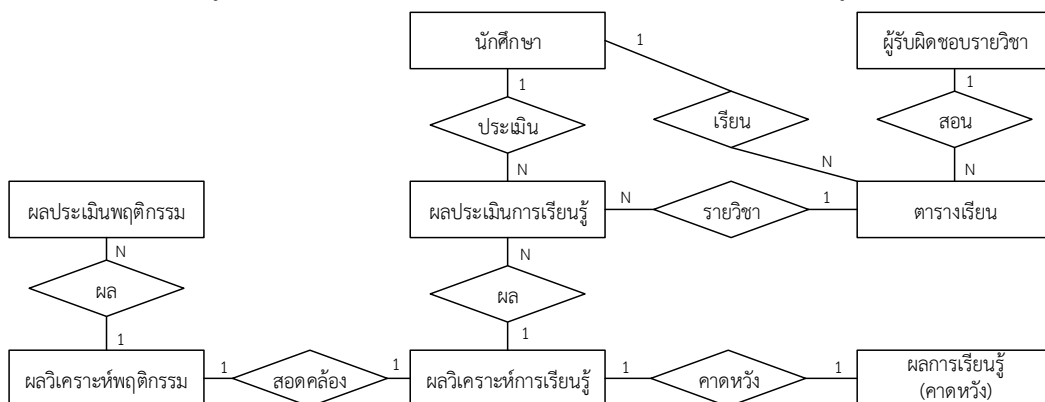 นักศึกษา
ผู้รับผิดชอบรายวิชา
1
1
1
ประเมิน
เรียน
สอน
N
N
N
ผลประเมินพฤติกรรม
ผลประเมินการเรียนรู้
N
รายวิชา
1
ตารางเรียน
N
N
ผล
ผล
1
1
ผลวิเคราะห์พฤติกรรม
1
สอดคล้อง
1
ผลวิเคราะห์การเรียนรู้
1
คาดหวัง
1
ผลการเรียนรู้
(คาดหวัง)